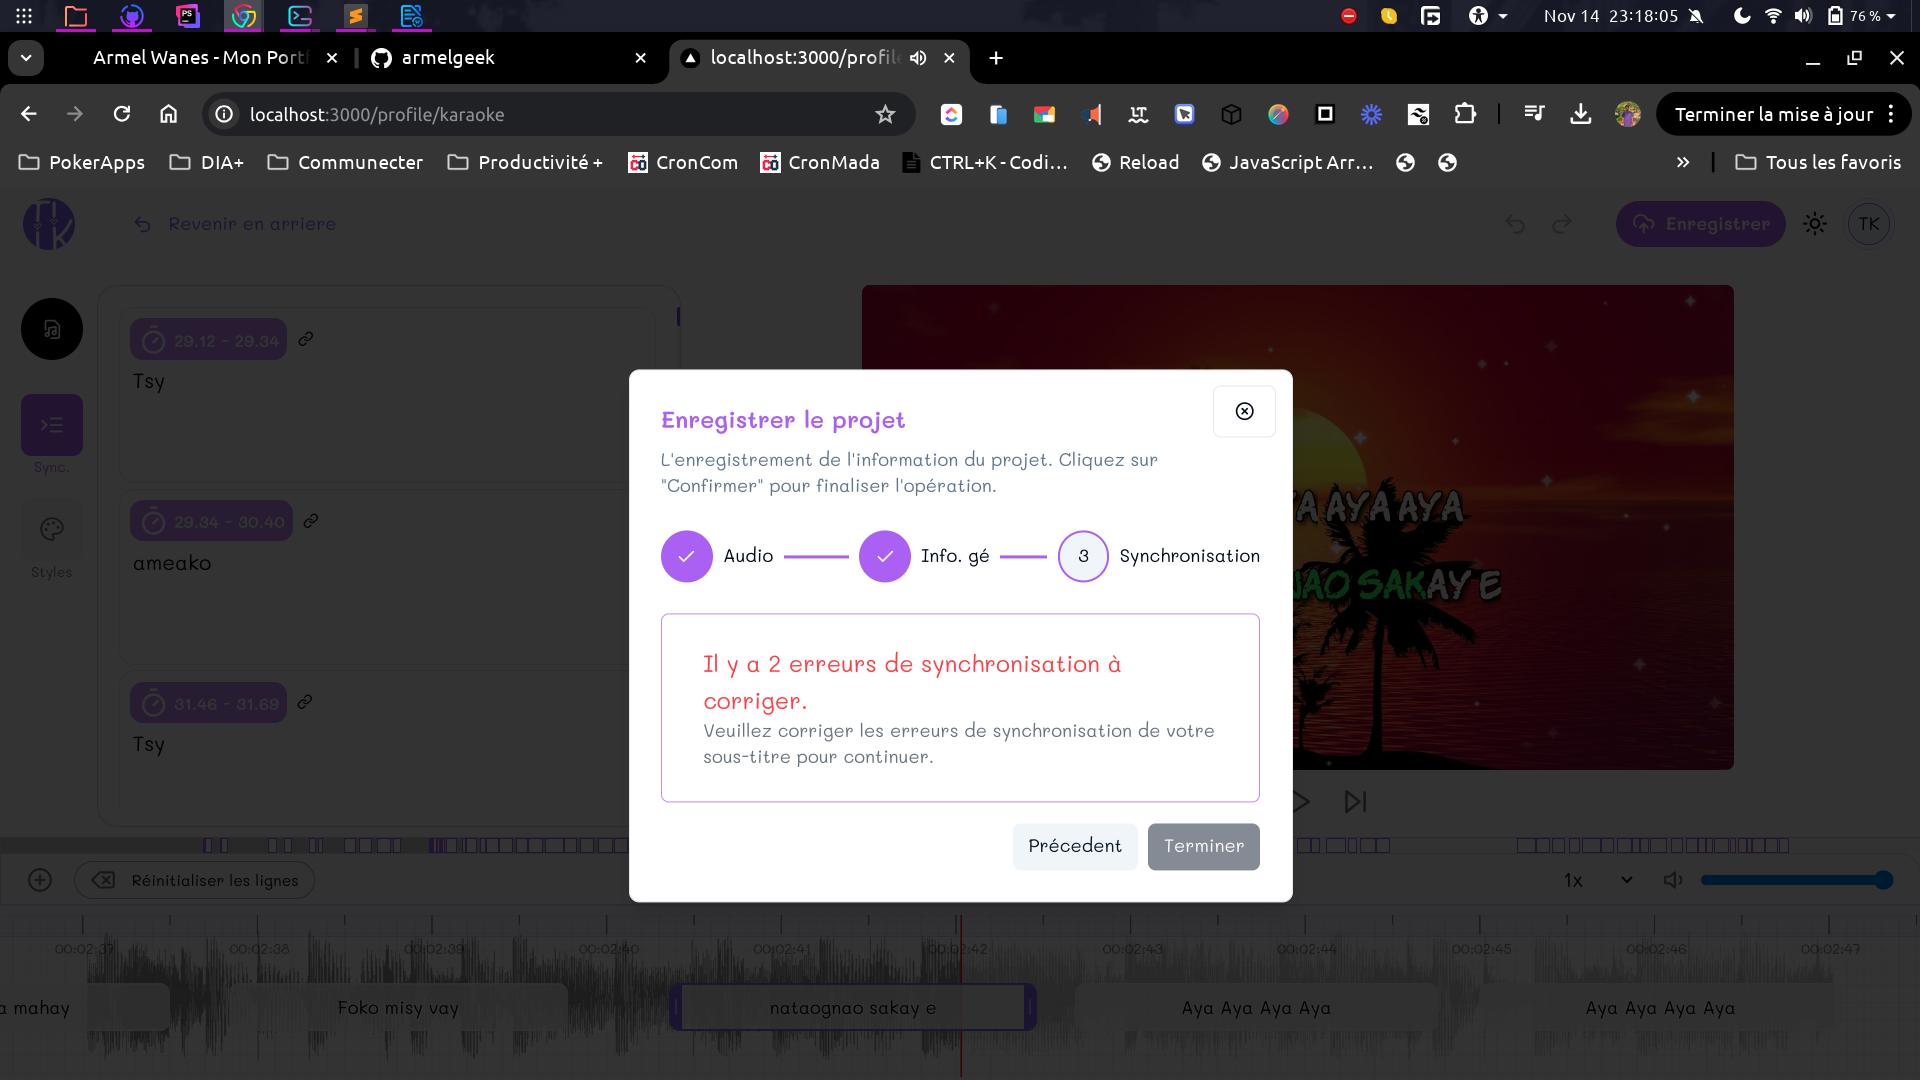 Nov 14 23:18:05
76 %
Armel Wanes - Mon Port
armelgeek
localhost:3000/profile
localhost:3000/profile/karaoke
Terminer la mise à jour
PokerApps
DIA+
Communecter
Productivité +
CronCom
CronMada
CTRL+K - Codi...
Reload
JavaScript Arr...
Tous les favoris
Revenir en arriere
Enregistrer
TK
29.12 - 29.34
Tsy
Sync.
29.34 - 30.40
ameako
Styles
31.46 - 31.69
Tsy
YA AYA AYA
NAO SAKAY E
Enregistrer le projet
L'enregistrement de l'information du projet. Cliquez sur
"Confirmer" pour finaliser l'opération.
Audio
Info. gé
3
Synchronisation
Il y a 2 erreurs de synchronisation à
corriger.
Veuillez corriger les erreurs de synchronisation de votre
sous-titre pour continuer.
Précedent
Terminer
Réinitialiser les lignes
1x
00:02:37
00:02:38
00:02:39
00:02:40
00:02:41
00:02:42
00:02:43
00:02:44
00:02:45
00:02:46
00:02:47
a mahay
Foko misy vay
nataognao sakay e
Aya Aya Aya Aya
Aya Aya Aya Aya